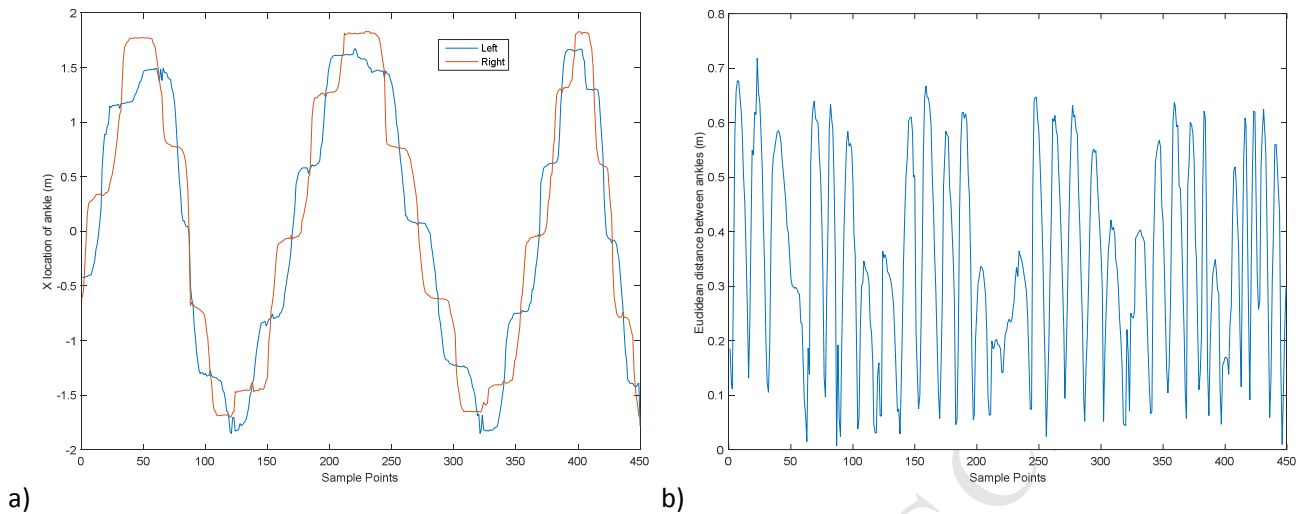 2
1.5
1
0.5
0
-0.5
-1
-1.5
-2
X location of ankle (m)
Left
Right
0 50 100 150 200 250 300 350 400 450
Sample Points
a)
0.8
0.7
0.6
0.5
0.4
0.3
0.2
0.1
0
Euclidean distance between ankles (m)
0 50 100 150 200 250 300 350 400 450
Sample Points
b)
C